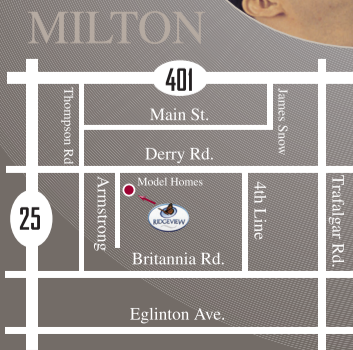 MILTON
401
Thompson Rd
James Snow
Main St.
Derry Rd.
Model Homes
Armstrong
4th Line
Trafalgar Rd.
25
Britannia Rd.
Eglinton Ave.